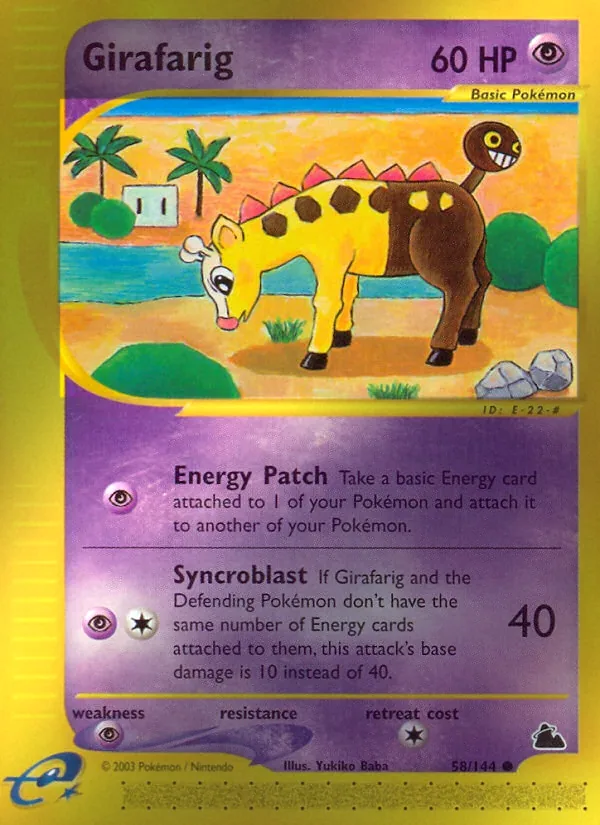 Girafarig 60 HP
Basic Pokémon
ID: E-22-#
Energy Patch Take a basic Energy card
attached to 1 of your Pokémon and attach it
to another of your Pokémon.
Syncroblast If Girafarig and the
Defending Pokémon don't have the
same number of Energy cards
attached to them, this attack's base
damage is 10 instead of 40.
40
weakness resistance retreat cost
© 2003 Pokémon / Nintendo Illus. Yukiko Baba 58/144
e